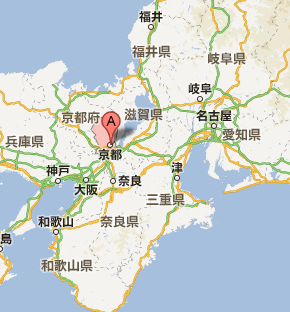 福井
福井県
岐阜県
岐阜
京都府
滋賀県
名古屋
A
愛知県
兵庫県
京都
津
神戸
奈良
大阪
三重県
和歌山
奈良県
島
和歌山県